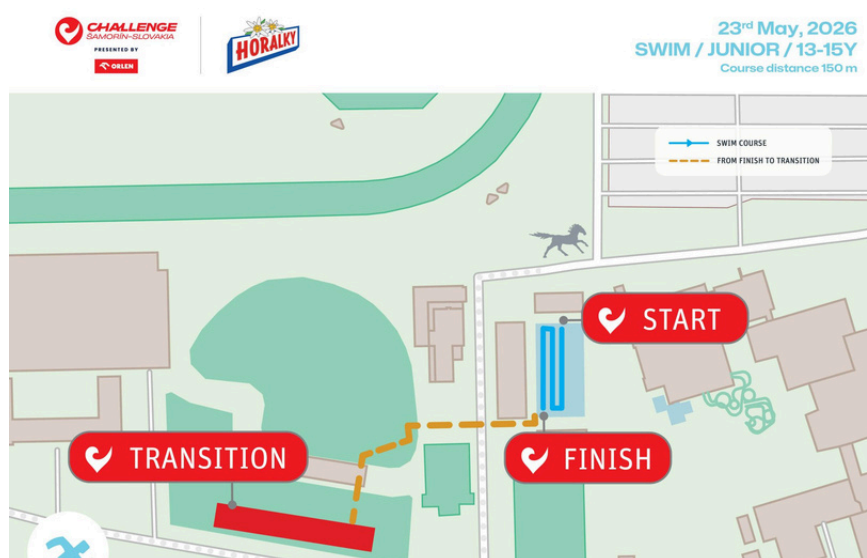 CHALLENGE
ŠAMORÍN-SLOVAKIA
PRESENTED BY
ORLEN
HORALKY
23rd May, 2026
SWIM / JUNIOR / 13-15Y
Course distance 150 m
SWIM COURSE
FROM FINISH TO TRANSITION
START
TRANSITION
FINISH